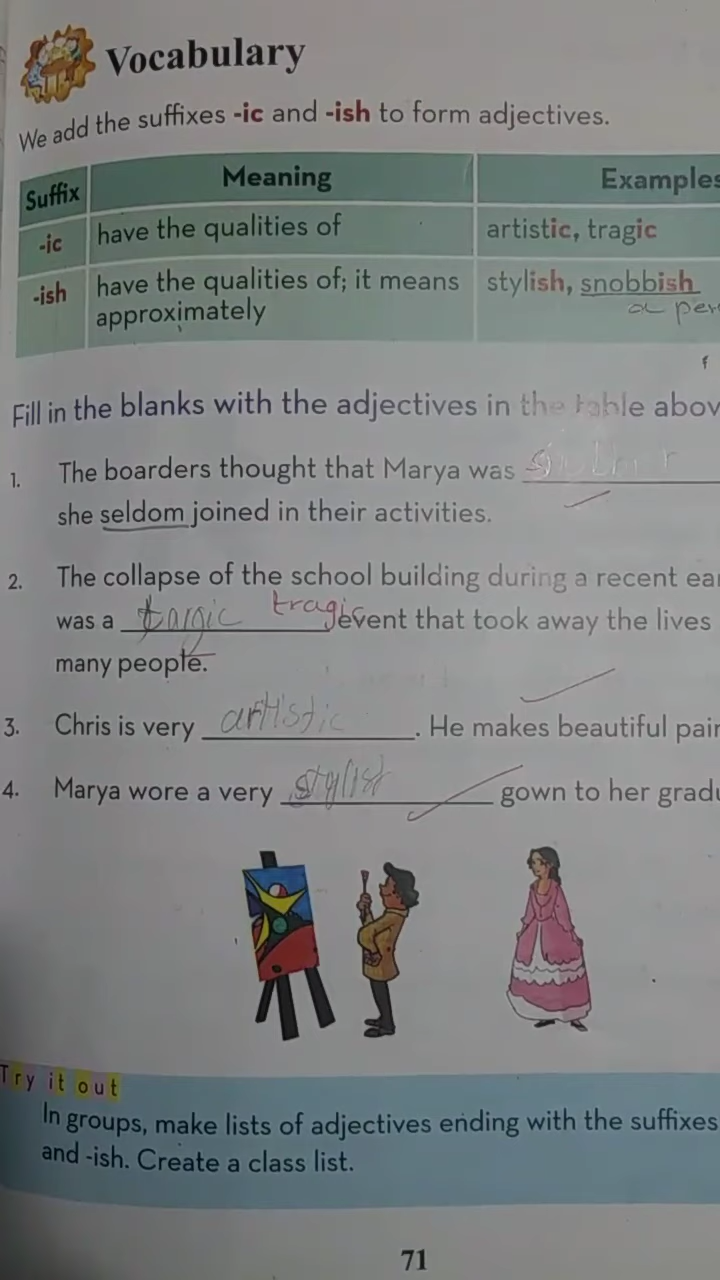 Vocabulary
We add the suffixes -ic and -ish to form adjectives.
Suffix Meaning Examples
-ic have the qualities of artistic, tragic
-ish have the qualities of; it means stylish, snobbish
approximately
Fill in the blanks with the adjectives in the table abov
1. The boarders thought that Marya was
she seldom joined in their activities.
2. The collapse of the school building during a recent ea
was a targic tragic event that took away the lives
many people.
3. Chris is very artistic. He makes beautiful pain
4. Marya wore a very stylish gown to her gradu
Try it out
In groups, make lists of adjectives ending with the suffixes
and -ish. Create a class list.
71